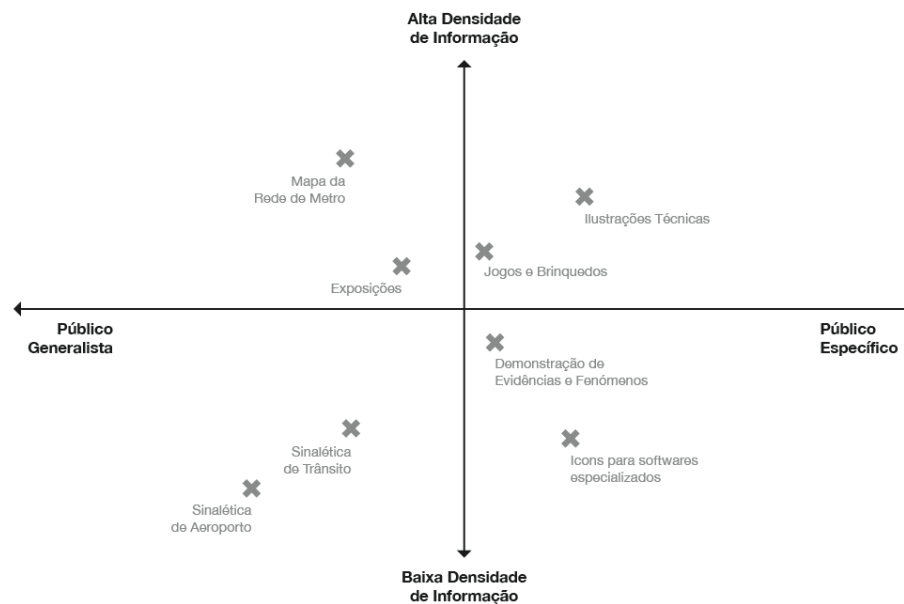 Alta Densidade
de Informação
Mapa da
Rede de Metro
Ilustrações Técnicas
Jogos e Brinquedos
Exposições
Público
Generalista
Público
Específico
Demonstração de
Evidências e Fenómenos
Sinalética
de Trânsito
Icons para softwares
especializados
Sinalética
de Aeroporto
Baixa Densidade
de Informação